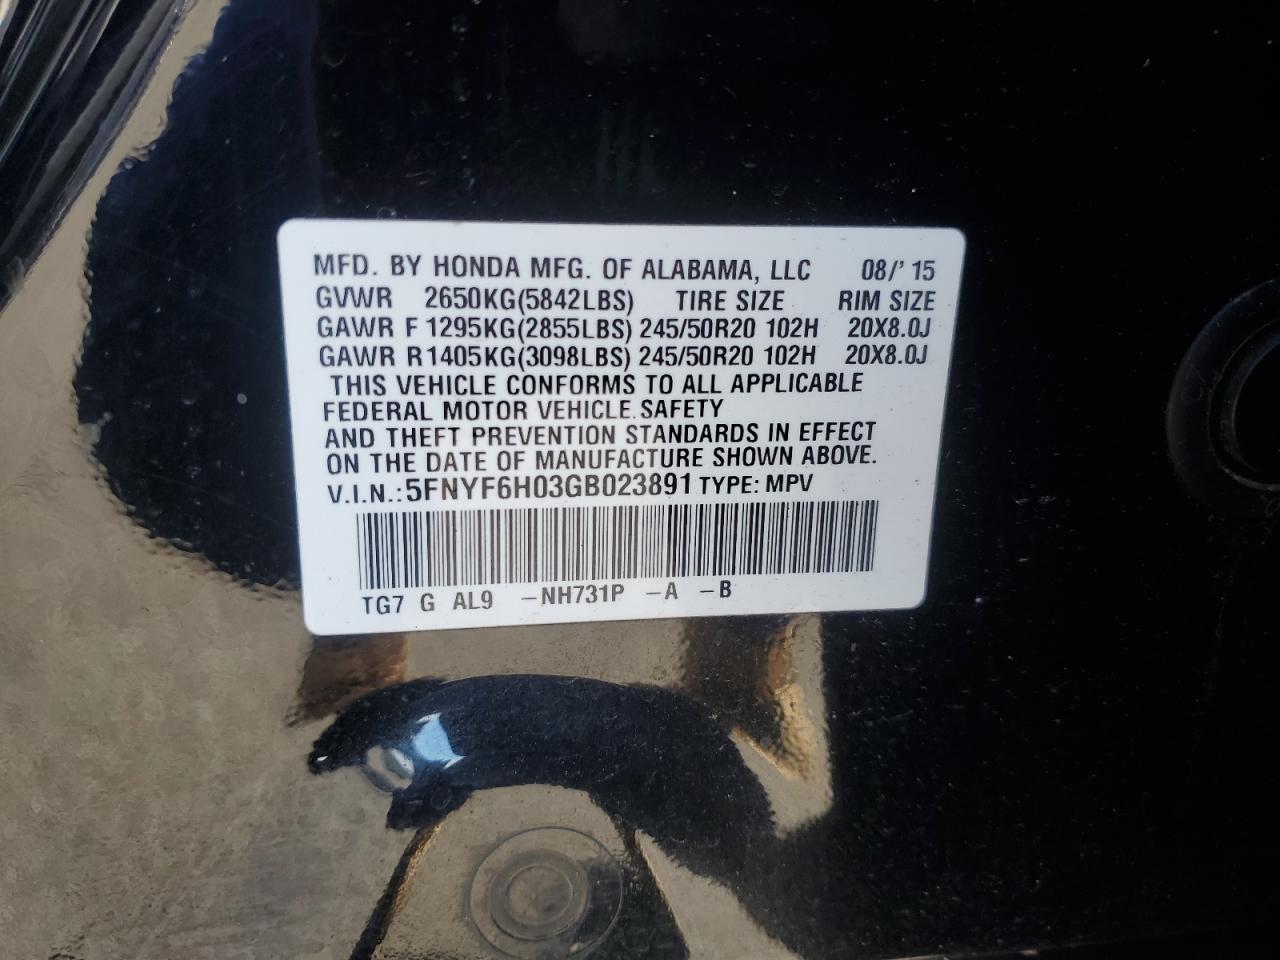 MFD. BY HONDA MFG. OF ALABAMA, LLC 08/' 15
GVWR 2650KG(5842LBS) TIRE SIZE RIM SIZE
GAWR F 1295KG(2855LBS) 245/50R20 102H 20X8.0J
GAWR R1405KG(3098LBS) 245/50R20 102H 20X8.0J
THIS VEHICLE CONFORMS TO ALL APPLICABLE
FEDERAL MOTOR VEHICLE SAFETY
AND THEFT PREVENTION STANDARDS IN EFFECT
ON THE DATE OF MANUFACTURE SHOWN ABOVE.
V.I.N.:5FNYF6H03GB023891 TYPE: MPV
TG7 G AL9 -NH731P -A -B